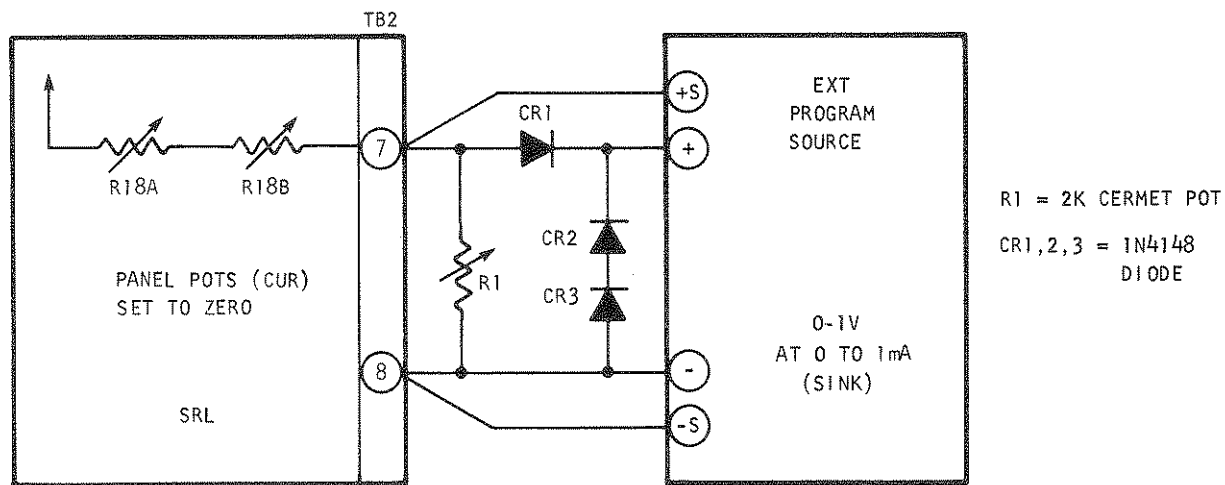 TB2
+S
EXT
PROGRAM
SOURCE
CR1
7
+
R18A
R18B
R1 = 2K CERMET POT
CR2
CR1,2,3 = 1N4148
DIODE
PANEL POTS (CUR)
SET TO ZERO
R1
CR3
0-1V
AT 0 TO 1mA
(SINK)
8
-
SRL
-S